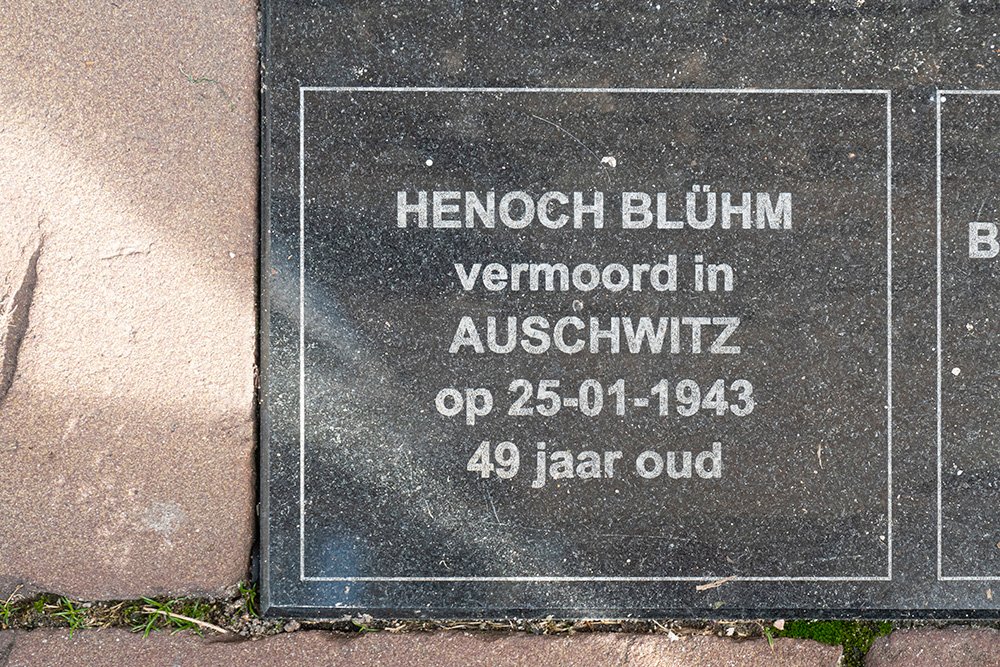 HENOCH BLÜHM
vermoord in
AUSCHWITZ
op 25-01-1943
49 jaar oud
B